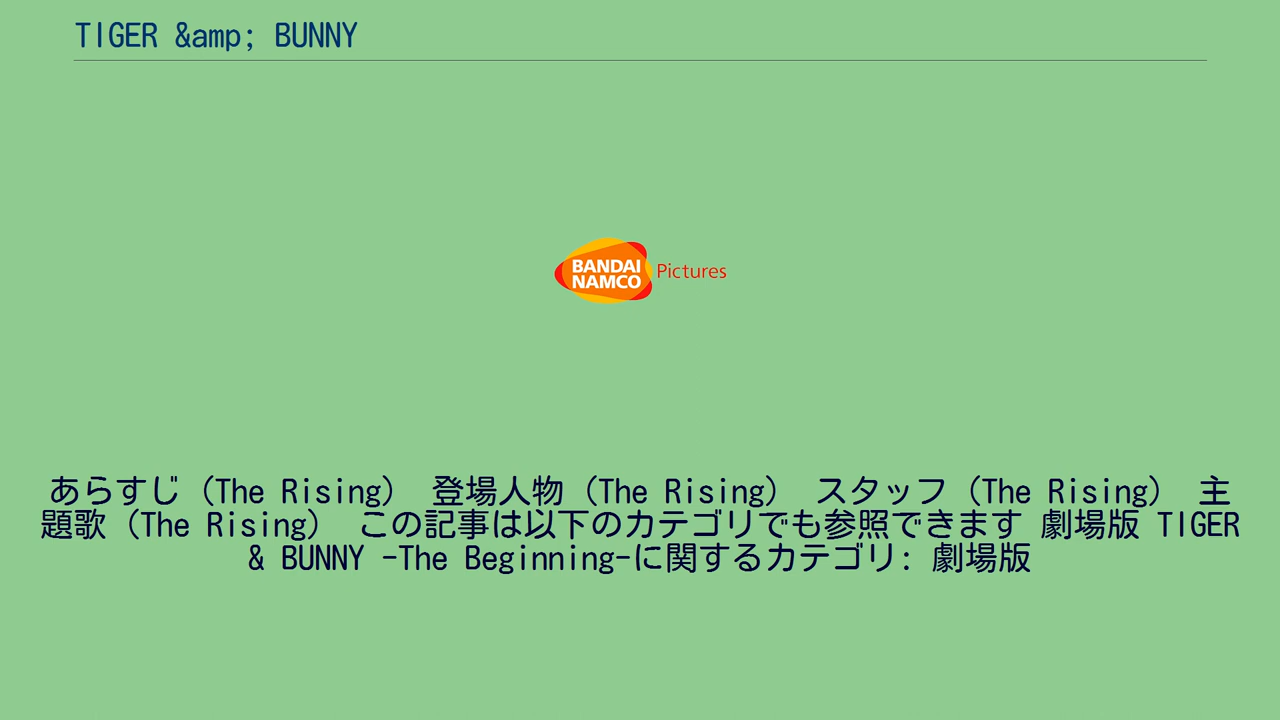 TIGER &amp; BUNNY
BANDAI
NAMCO
Pictures
あらすじ（The Rising） 登場人物（The Rising） スタッフ（The Rising） 主
題歌（The Rising） この記事は以下のカテゴリでも参照できます 劇場版 TIGER
& BUNNY -The Beginning-に関するカテゴリ: 劇場版